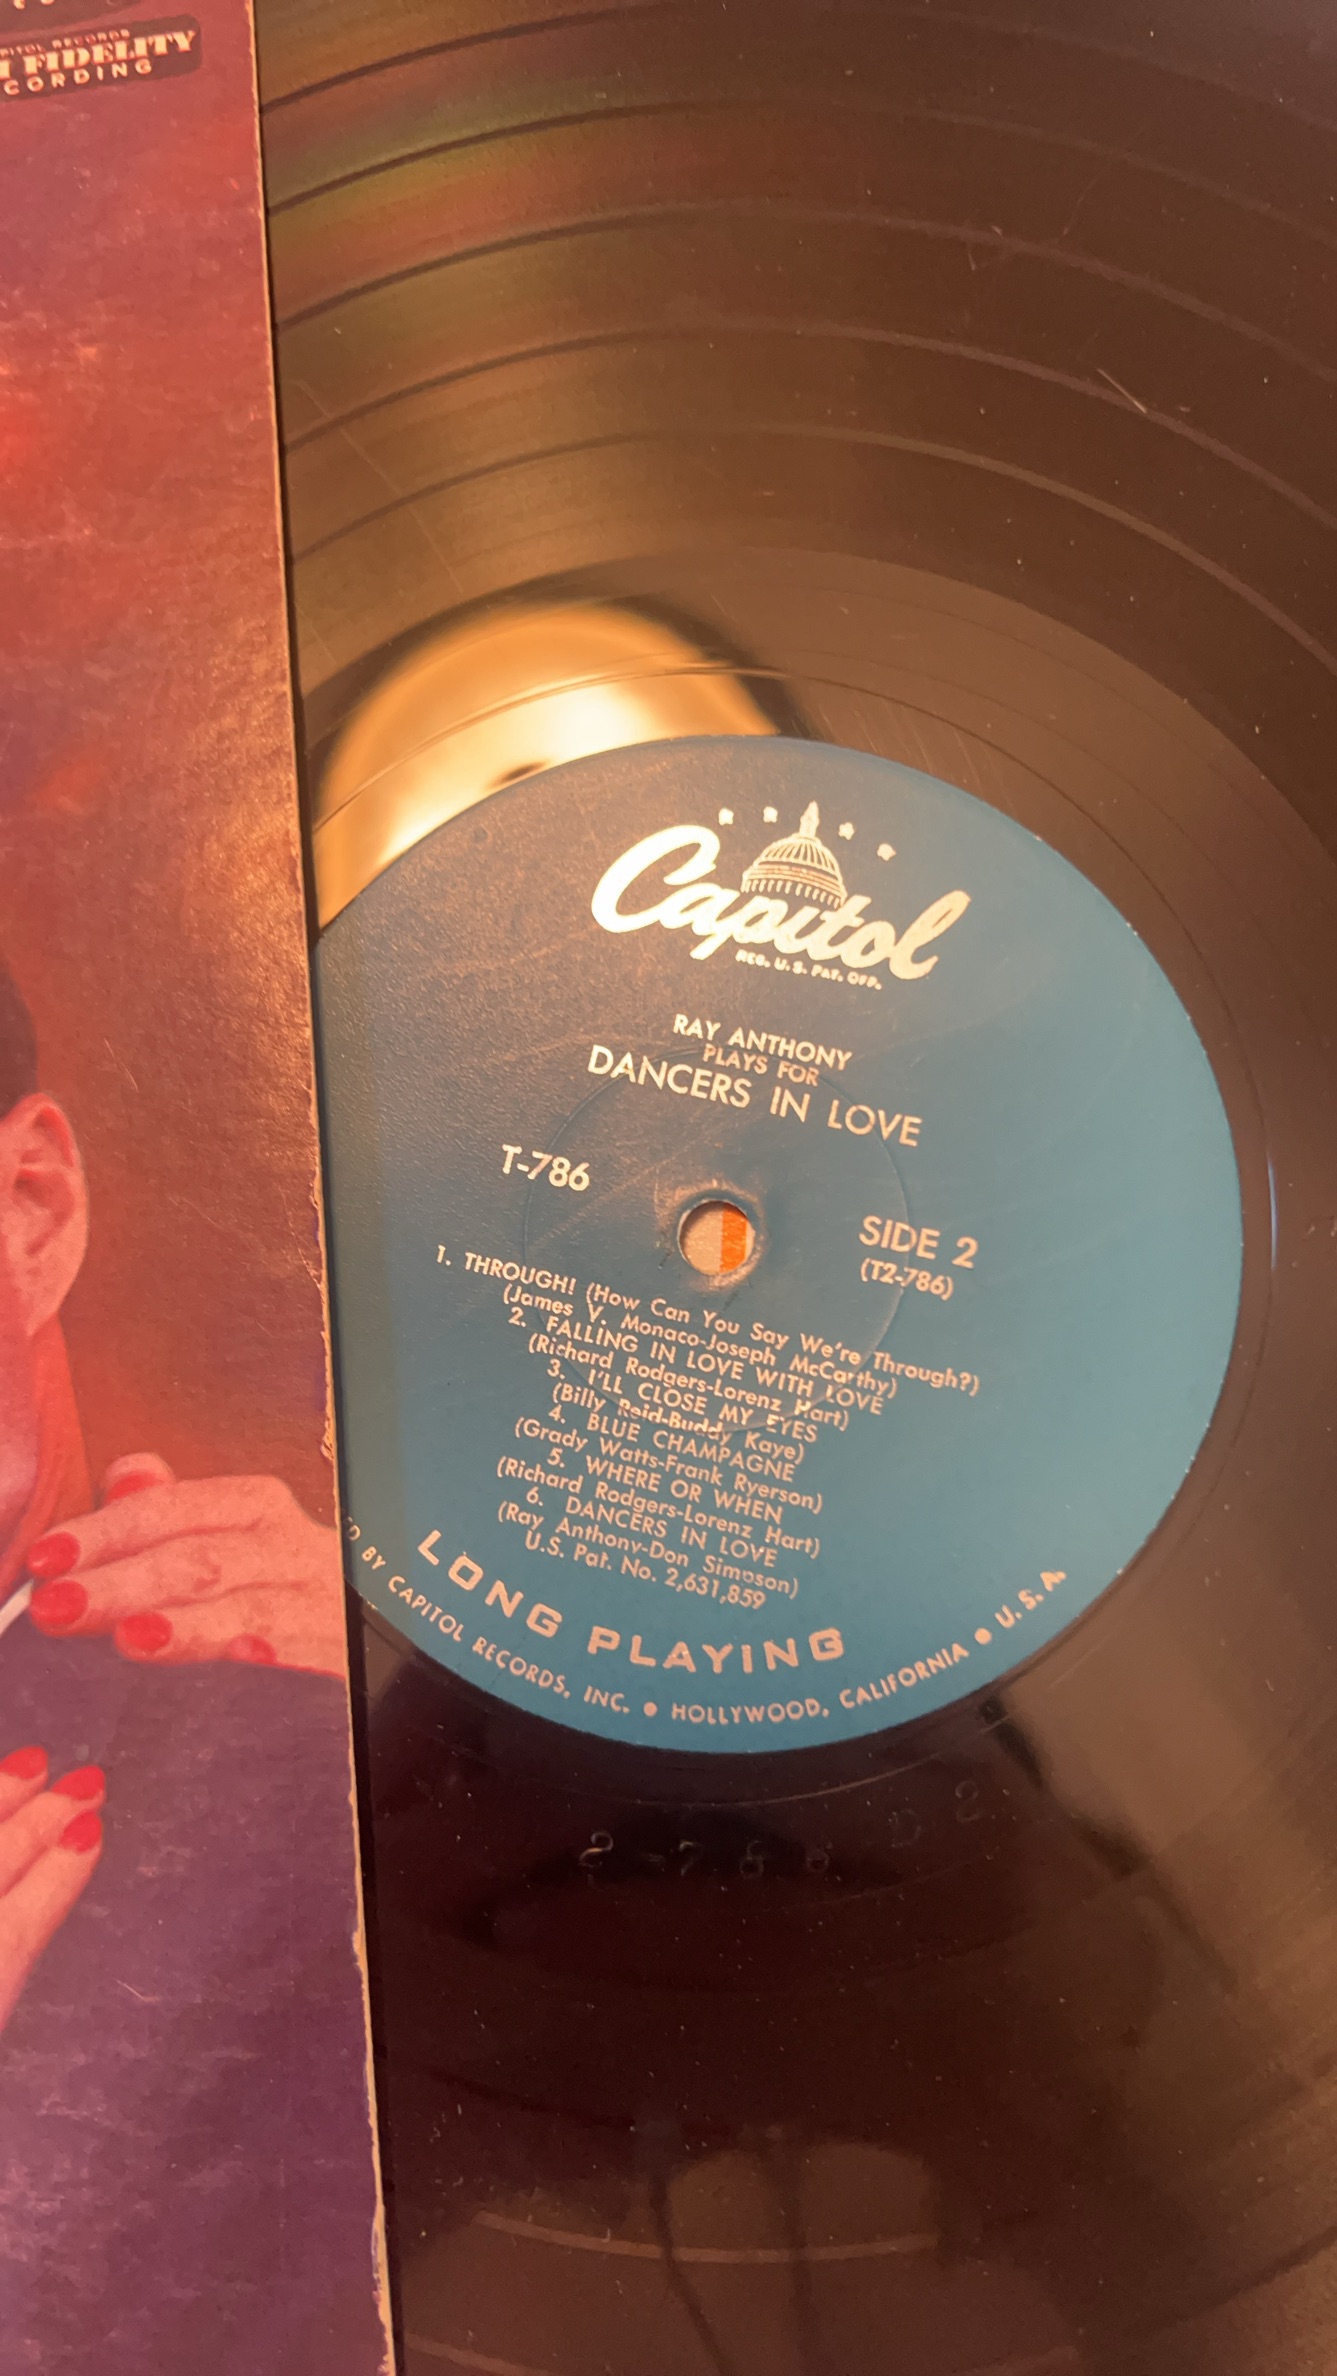 FIDELITY
Capitol
REG. U.S. PAT. OFF.
RAY ANTHONY
PLAYS FOR
DANCERS IN LOVE
T-786
SIDE 2
(T2-786)
1. THROUGH! (How Can You Say We're Through?)
(James V. Monaco-Joseph McCarthy)
2. FALLING IN LOVE WITH LOVE
(Richard Rodgers-Lorenz Hart)
3. I'LL CLOSE MY EYES
(Billy Reid-Buddy Kaye)
4. BLUE CHAMPAGNE
(Grady Watts-Frank Ryerson)
5. WHERE OR WHEN
(Richard Rodgers-Lorenz Hart)
6. DANCERS IN LOVE
(Ray Anthony-Don Simpson)
U.S. Pat. No. 2,631,859
LONG PLAYING
BY CAPITOL RECORDS, INC. • HOLLYWOOD, CALIFORNIA • U.S.A.
2-786 D2